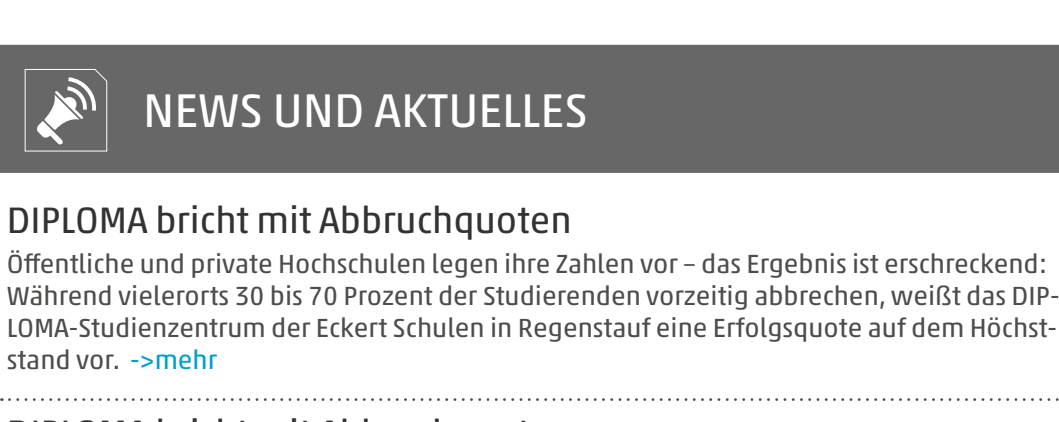 NEWS UND AKTUELLES
DIPLOMA bricht mit Abbruchquoten
Öffentliche und private Hochschulen legen ihre Zahlen vor – das Ergebnis ist erschreckend:
Während vielerorts 30 bis 70 Prozent der Studierenden vorzeitig abbrechen, weißt das DIP-
LOMA-Studienzentrum der Eckert Schulen in Regenstauf eine Erfolgsquote auf dem Höchst-
stand vor. ->mehr